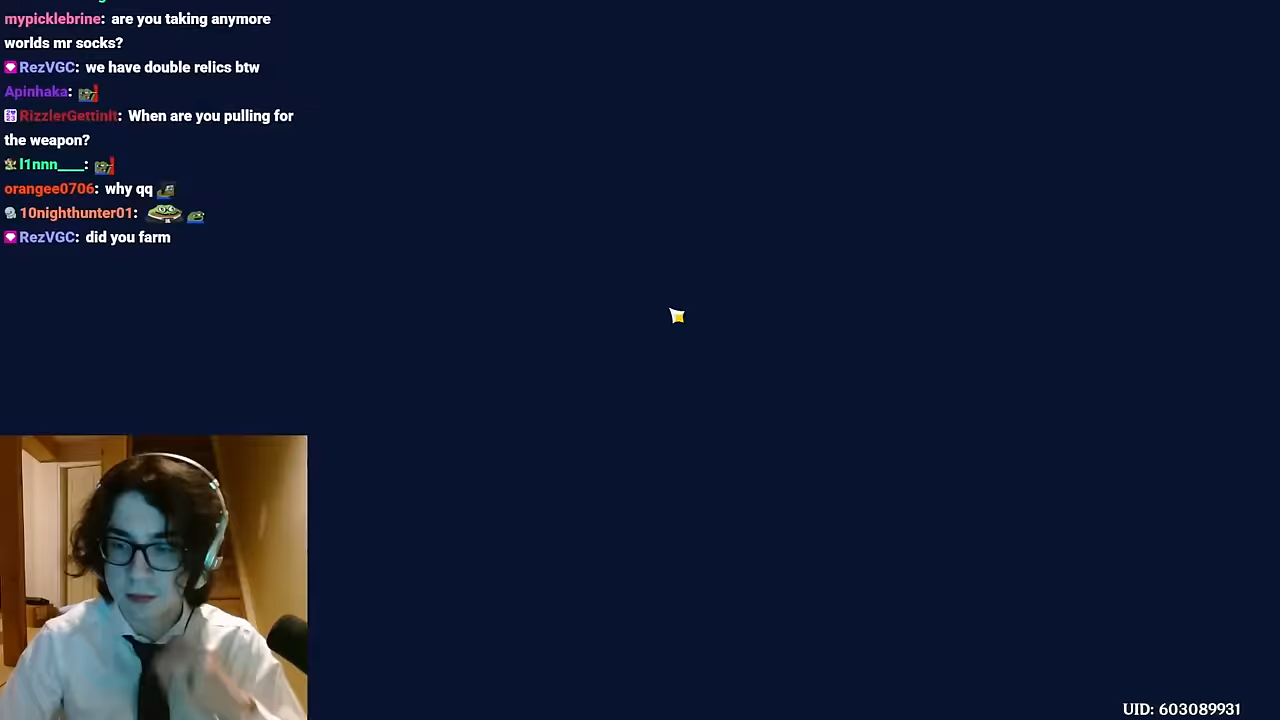 mypicklebrine: are you taking anymore
worlds mr socks?
RezVGC: we have double relics btw
Apinhaka:
RizzlerGettinIt: When are you pulling for
the weapon?
l1nnn___:
orangee0706: why qq
10nighthunter01:
RezVGC: did you farm
UID: 603089931